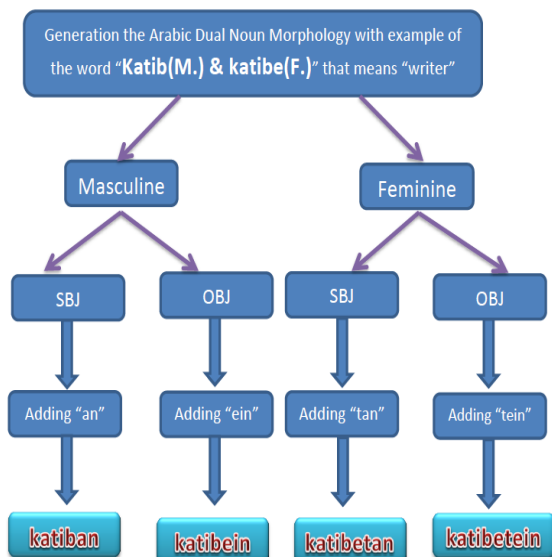 Generation the Arabic Dual Noun Morphology with example of
the word “Katib(M.) & katibe(F.)” that means “writer”
Masculine
Feminine
SBJ
OBJ
SBJ
OBJ
Adding “an”
Adding “ein”
Adding “tan”
Adding “tein”
katiban
katibein
katibetan
katibetein